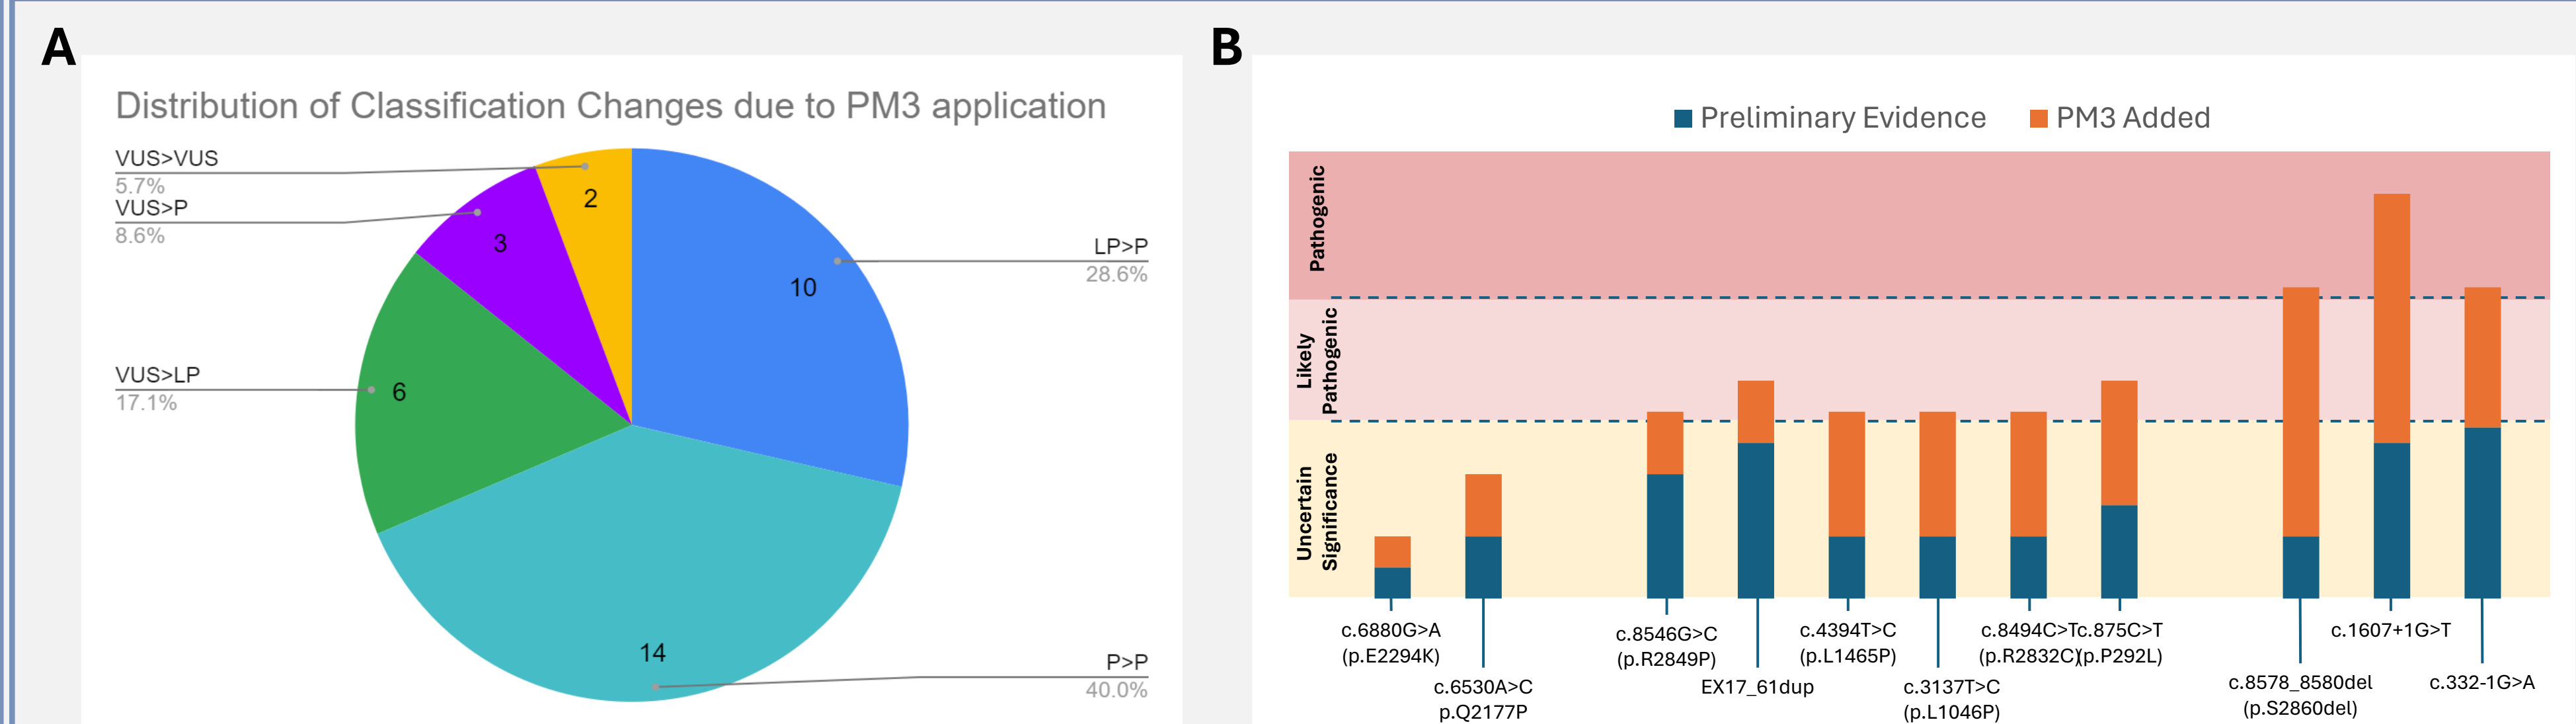 A
Distribution of Classification Changes due to PM3 application
VUS>VUS
5.7%
VUS>P
8.6%
VUS>LP
17.1%
LP>P
28.6%
P>P
40.0%
2
3
10
6
14
B
Preliminary Evidence
PM3 Added
Pathogenic
Likely
Pathogenic
Uncertain
Significance
c.6880G>A
(p.E2294K)
c.6530A>C
p.Q2177P
c.8546G>C
(p.R2849P)
EX17_61dup
c.4394T>C
(p.L1465P)
c.3137T>C
(p.L1046P)
c.8494C>T
(p.R2832C)
c.875C>T
(p.P292L)
c.8578_8580del
(p.S2860del)
c.1607+1G>T
c.332-1G>A